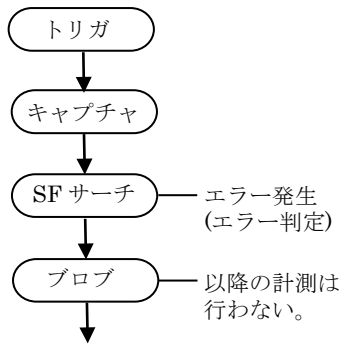 トリガ
キャプチャ
SF サーチ
エラー発生
(エラー判定)
ブロブ
以降の計測は
行わない。